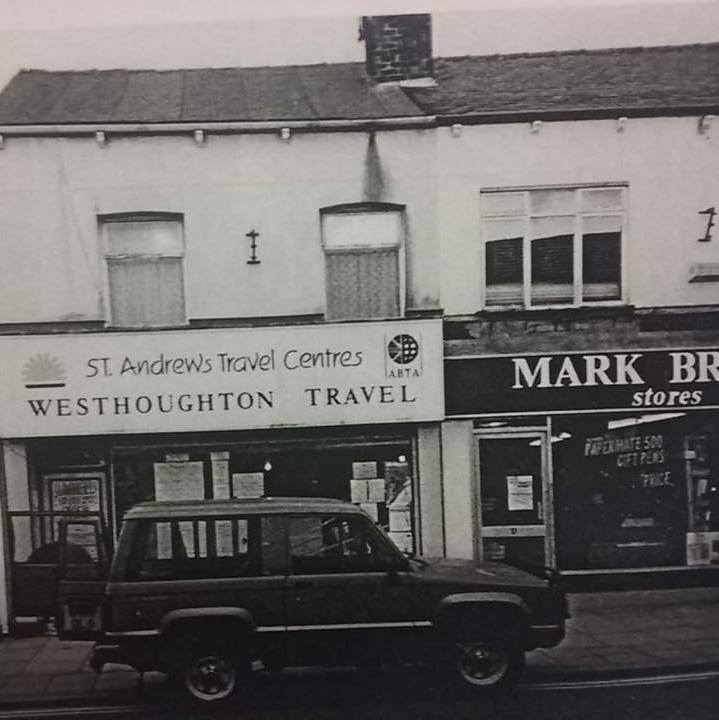 ST. Andrews Travel Centres
ABTA
WESTHOUGHTON TRAVEL
MARK BR
stores
PAPERMATE 500
GIFT PENS
PRICE